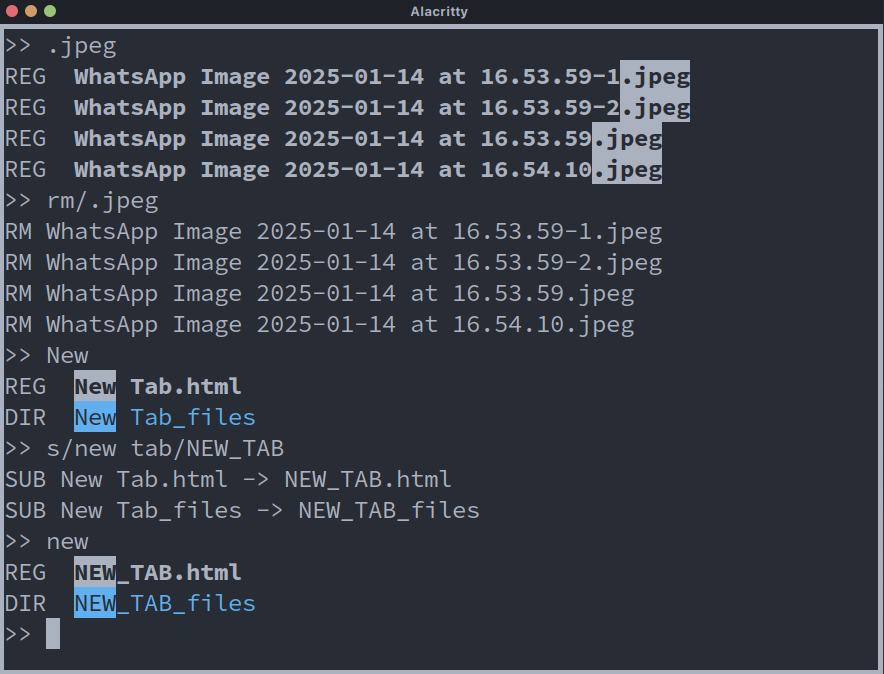 Alacritty
>> .jpeg
REG  WhatsApp Image 2025-01-14 at 16.53.59-1.jpeg
REG  WhatsApp Image 2025-01-14 at 16.53.59-2.jpeg
REG  WhatsApp Image 2025-01-14 at 16.53.59.jpeg
REG  WhatsApp Image 2025-01-14 at 16.54.10.jpeg
>> rm/.jpeg
RM WhatsApp Image 2025-01-14 at 16.53.59-1.jpeg
RM WhatsApp Image 2025-01-14 at 16.53.59-2.jpeg
RM WhatsApp Image 2025-01-14 at 16.53.59.jpeg
RM WhatsApp Image 2025-01-14 at 16.54.10.jpeg
>> New
REG  New Tab.html
DIR  New Tab_files
>> s/new tab/NEW_TAB
SUB New Tab.html -> NEW_TAB.html
SUB New Tab_files -> NEW_TAB_files
>> new
REG  NEW_TAB.html
DIR  NEW_TAB_files
>>